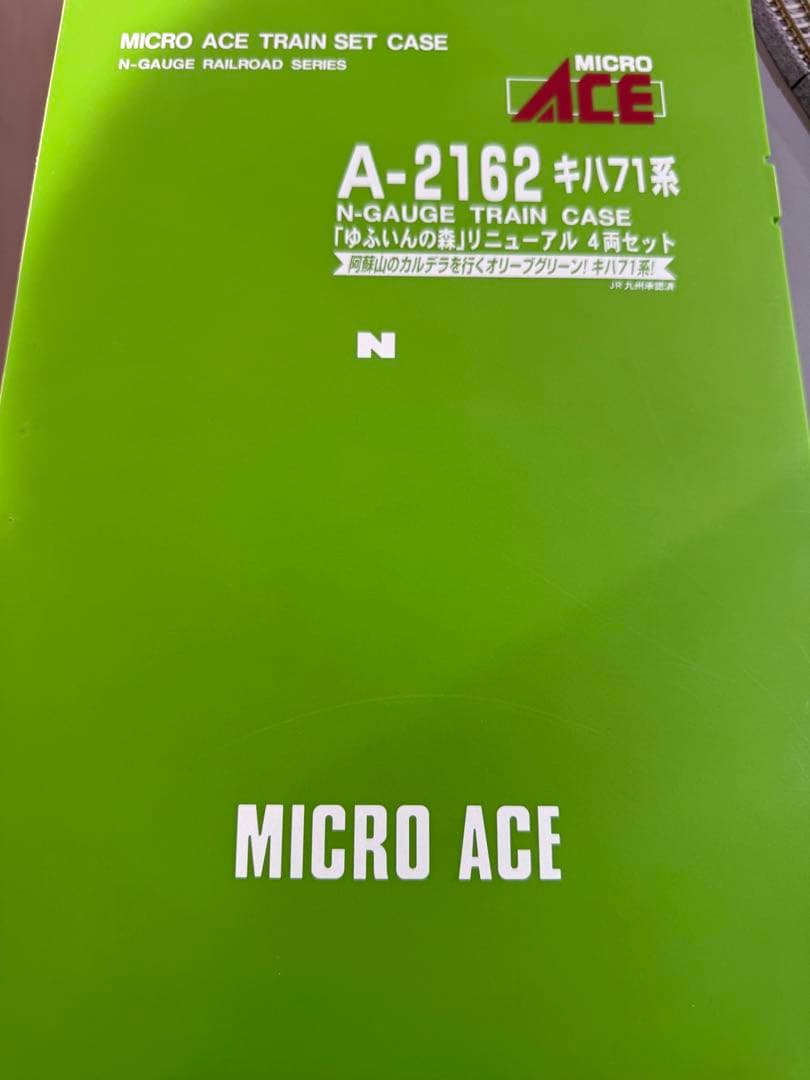 MICRO ACE TRAIN SET CASE
N-GAUGE RAILROAD SERIES
MICRO
ACE
A-2162 キハ71系
N-GAUGE TRAIN CASE
「ゆふいんの森」リニューアル 4両セット
阿蘇山のカルデラを行くオリーブグリーン! キハ71系!
JR九州承認済
N
MICRO ACE